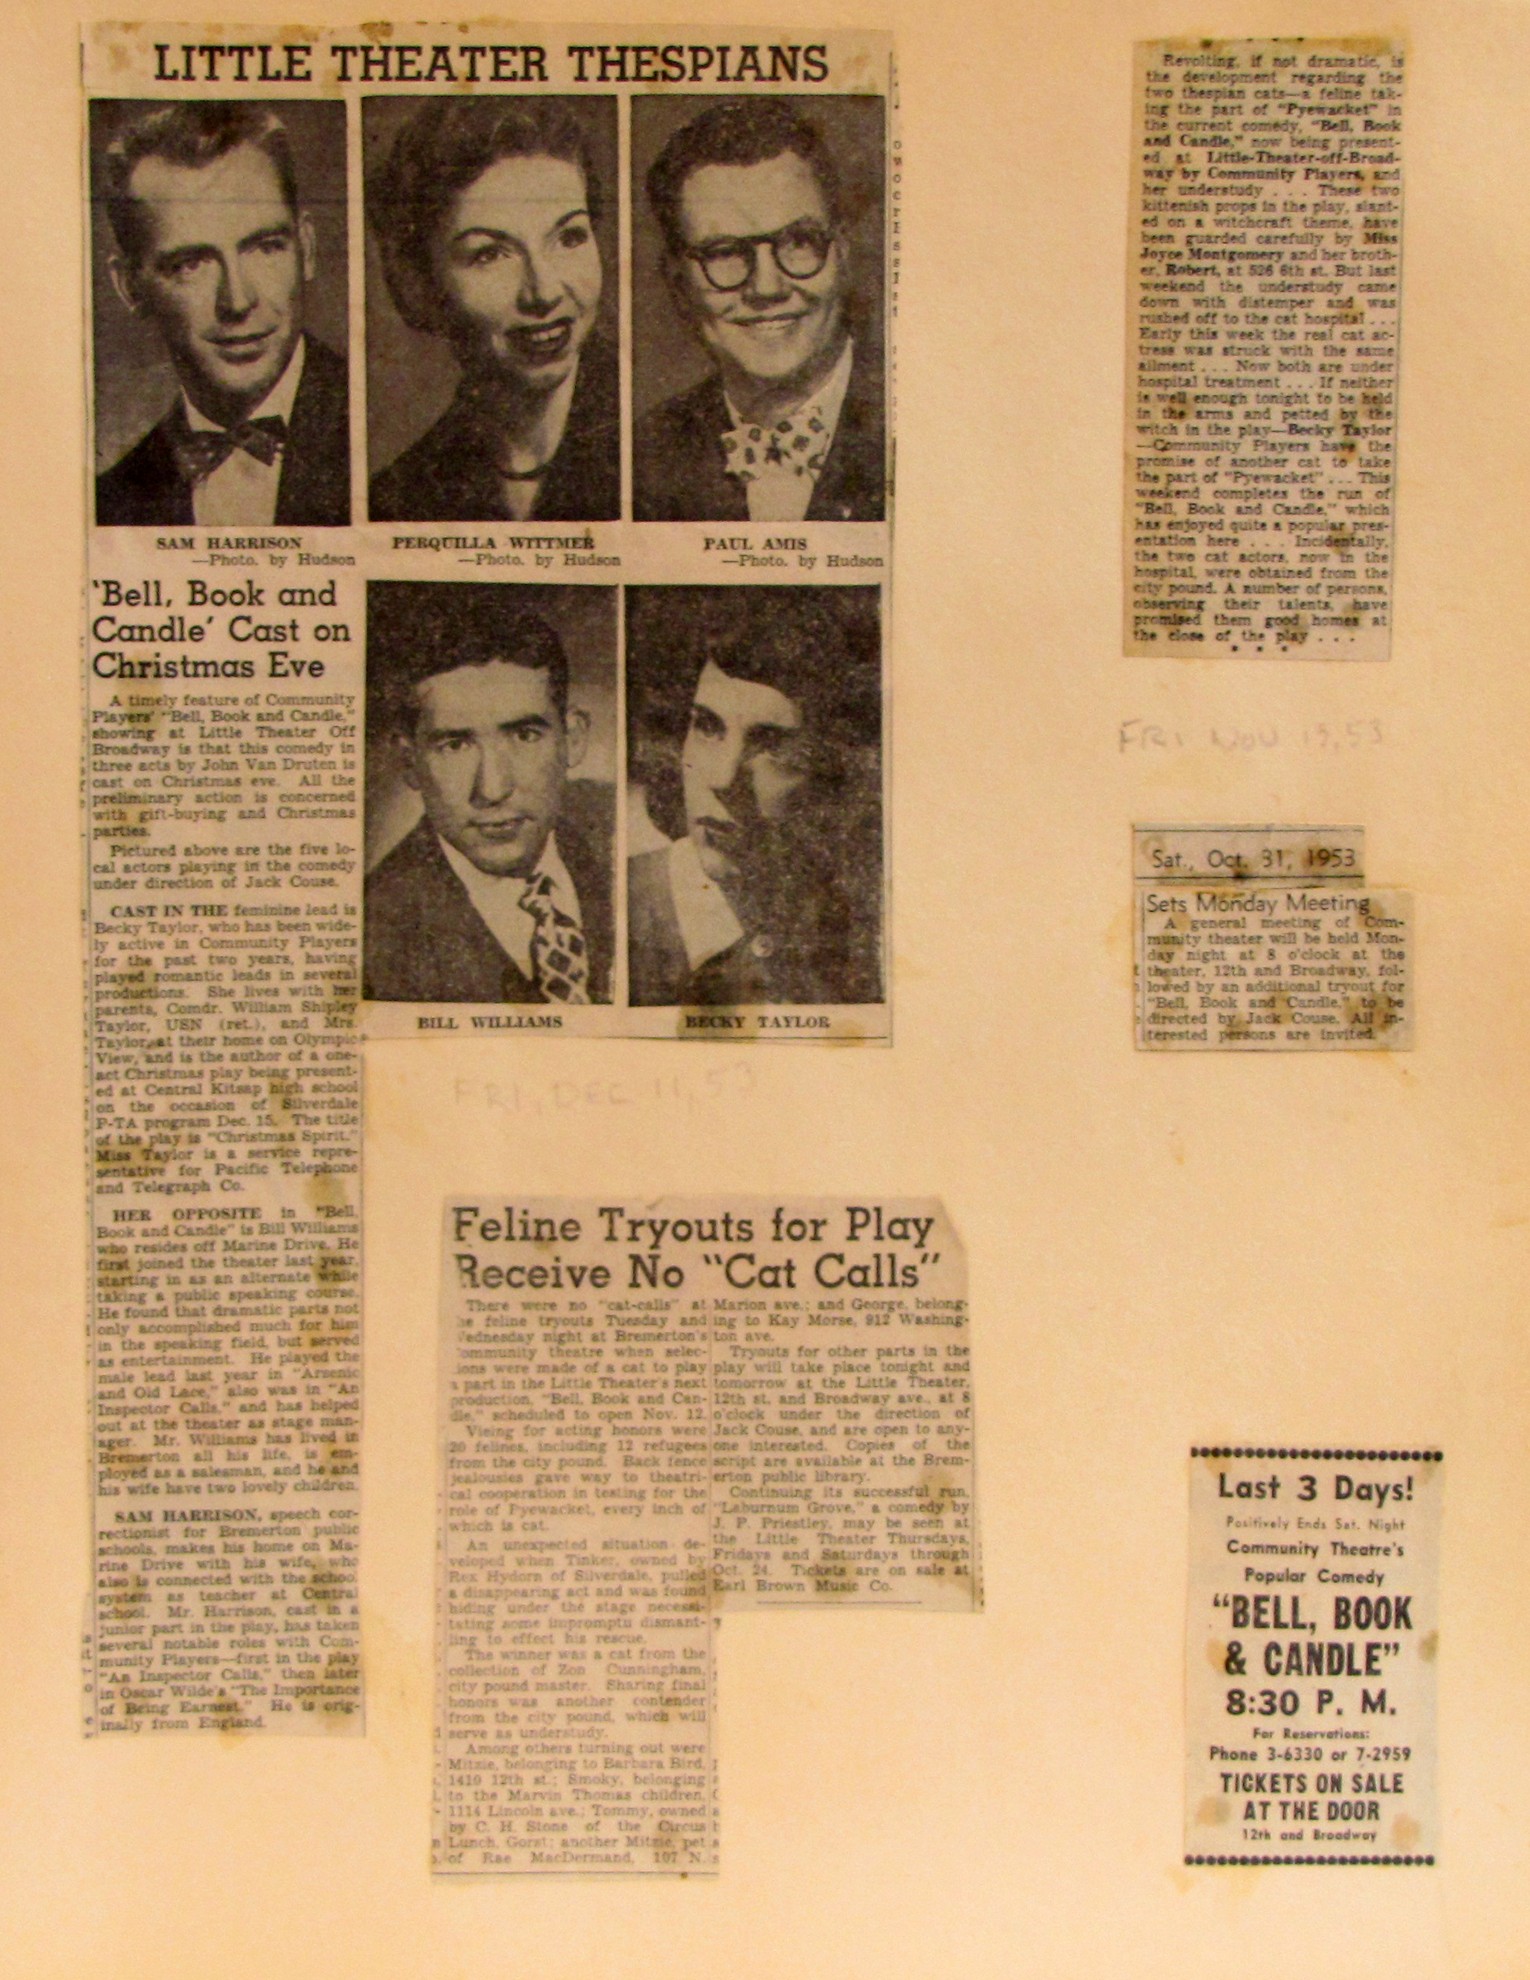 LITTLE THEATER THESPIANS
SAM HARRISON
—Photo. by Hudson
PERQUILLA WITTMER
—Photo. by Hudson
PAUL AMIS
—Photo. by Hudson
'Bell, Book and
Candle' Cast on
Christmas Eve
A timely feature of Community
Players' "Bell, Book and Candle,"
showing at Little Theater Off
Broadway is that this comedy in
three acts by John Van Druten is
cast on Christmas eve. All the
preliminary action is concerned
with gift-buying and Christmas
parties.
Pictured above are the five lo-
cal actors playing in the comedy
under direction of Jack Couse.
CAST IN THE feminine lead is
Becky Taylor, who has been wide-
ly active in Community Players
for the past two years, having
played romantic leads in several
productions. She lives with her
parents, Comdr. William Shipley
Taylor, USN (ret.), and Mrs.
Taylor, at their home on Olympic
View, and is the author of a one-
act Christmas play being present-
ed at Central Kitsap high school
on the occasion of Silverdale
P-TA program Dec. 15. The title
of the play is "Christmas Spirit."
Miss Taylor is a service repre-
sentative for Pacific Telephone
and Telegraph Co.
HER OPPOSITE in "Bell,
Book and Candle" is Bill Williams
who resides off Marine Drive. He
first joined the theater last year,
starting in as an alternate while
taking a public speaking course.
He found that dramatic parts not
only accomplished much for him
in the speaking field, but served
as entertainment. He played the
male lead last year in "Arsenic
and Old Lace," also was in "An
Inspector Calls," and has helped
out at the theater as stage man-
ager. Mr. Williams has lived in
Bremerton all his life, is em-
ployed as a salesman, and he and
his wife have two lovely children.
SAM HARRISON, speech cor-
rectionist for Bremerton public
schools, makes his home on Ma-
rine Drive with his wife, who
also is connected with the school
system as teacher at Central
school. Mr. Harrison, cast in a
junior part in the play, has taken
several notable roles with Com-
munity Players—first in the play
"An Inspector Calls," then later
in Oscar Wilde's "The Importance
of Being Earnest." He is orig-
inally from England.
BILL WILLIAMS
BECKY TAYLOR
FRI, DEC 11, 53
Feline Tryouts for Play
Receive No "Cat Calls"
There were no "cat-calls" at
he feline tryouts Tuesday and
ednesday night at Bremerton's
ommunity theatre when selec-
ions were made of a cat to play
a part in the Little Theater's next
production, "Bell, Book and Can-
dle," scheduled to open Nov. 12.
Vieing for acting honors were
20 felines, including 12 refugees
from the city pound. Back fence
jealousies gave way to theatri-
cal cooperation in testing for the
role of Pyewacket, every inch of
which is cat.
An unexpected situation de-
veloped when Tinker, owned by
Rex Hydorn of Silverdale, pulled
a disappearing act and was found
hiding under the stage necessi-
tating some impromptu dismant-
ling to effect his rescue.
The winner was a cat from the
collection of Zon Cunningham,
city pound master. Sharing final
honors was another contender
from the city pound, which will
serve as understudy.
Among others turning out were
Mitzie, belonging to Barbara Bird,
1410 12th st.; Smoky, belonging
to the Marvin Thomas children,
1114 Lincoln ave.; Tommy, owned
by C. H. Stone of the Circus
Lunch, Gorst; another Mitzie, pet
of Rae MacDermand, 107 N.
Marion ave.; and George, belong-
ing to Kay Morse, 912 Washing-
ton ave.
Tryouts for other parts in the
play will take place tonight and
tomorrow at the Little Theater,
12th st. and Broadway ave., at 8
o'clock under the direction of
Jack Couse, and are open to any-
one interested. Copies of the
script are available at the Brem-
erton public library.
Continuing its successful run,
"Laburnum Grove," a comedy by
J. P. Priestley, may be seen at
the Little Theater Thursdays,
Fridays and Saturdays through
Oct. 24. Tickets are on sale at
Earl Brown Music Co.
Revolting, if not dramatic, is
the development regarding the
two thespian cats—a feline tak-
ing the part of "Pyewacket" in
the current comedy, "Bell, Book
and Candle," now being present-
ed at Little-Theater-off-Broad-
way by Community Players, and
her understudy . . . These two
kittenish props in the play, slant-
ed on a witchcraft theme, have
been guarded carefully by Miss
Joyce Montgomery and her broth-
er, Robert, at 526 6th st. But last
weekend the understudy came
down with distemper and was
rushed off to the cat hospital . . .
Early this week the real cat ac-
tress was struck with the same
ailment . . . Now both are under
hospital treatment . . . If neither
is well enough tonight to be held
in the arms and petted by the
witch in the play—Becky Taylor
—Community Players have the
promise of another cat to take
the part of "Pyewacket" . . . This
weekend completes the run of
"Bell, Book and Candle," which
has enjoyed quite a popular pres-
entation here . . . Incidentally,
the two cat actors, now in the
hospital, were obtained from the
city pound. A number of persons,
observing their talents, have
promised them good homes at
the close of the play . . .
FRI NOV 53
Sat., Oct. 31, 1953
Sets Monday Meeting
A general meeting of Com-
munity theater will be held Mon-
day night at 8 o'clock at the
theater, 12th and Broadway, fol-
lowed by an additional tryout for
"Bell, Book and Candle," to be
directed by Jack Couse. All in-
terested persons are invited.
Last 3 Days!
Positively Ends Sat. Night
Community Theatre's
Popular Comedy
"BELL, BOOK
& CANDLE"
8:30 P. M.
For Reservations:
Phone 3-6330 or 7-2959
TICKETS ON SALE
AT THE DOOR
12th and Broadway